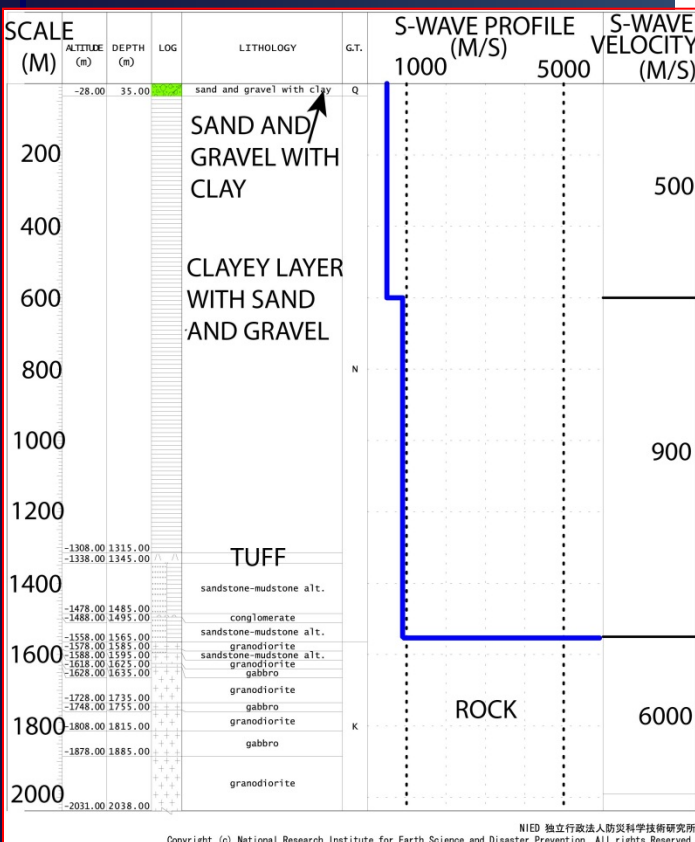 SCALE
(M)
ALTITUDE
(m)
DEPTH
(m)
LOG
LITHOLOGY
G.T.
S-WAVE PROFILE
(M/S)
1000 5000
S-WAVE
VELOCITY
(M/S)
-28.00 35.00 sand and gravel with clay Q
SAND AND
GRAVEL WITH
CLAY
200
500
400
CLAYEY LAYER
WITH SAND
AND GRAVEL
600
800
N
1000
900
1200
-1308.00 1315.00
TUFF
-1338.00 1345.00
1400
sandstone-mudstone alt.
-1478.00 1485.00
-1488.00 1495.00
conglomerate
sandstone-mudstone alt.
-1558.00 1565.00
-1578.00 1585.00
granodiorite
1600
-1588.00 1595.00
sandstone-mudstone alt.
-1618.00 1625.00
granodiorite
-1628.00 1635.00
gabbro
granodiorite
-1728.00 1735.00
-1748.00 1755.00
gabbro
ROCK
6000
1800
-1808.00 1815.00
granodiorite
K
gabbro
-1878.00 1885.00
granodiorite
2000
-2031.00 2038.00
NIED 独立行政法人防災科学技術研究所
Copyright (c) National Research Institute for Earth Science and Disaster Prevention. All rights Reserved.